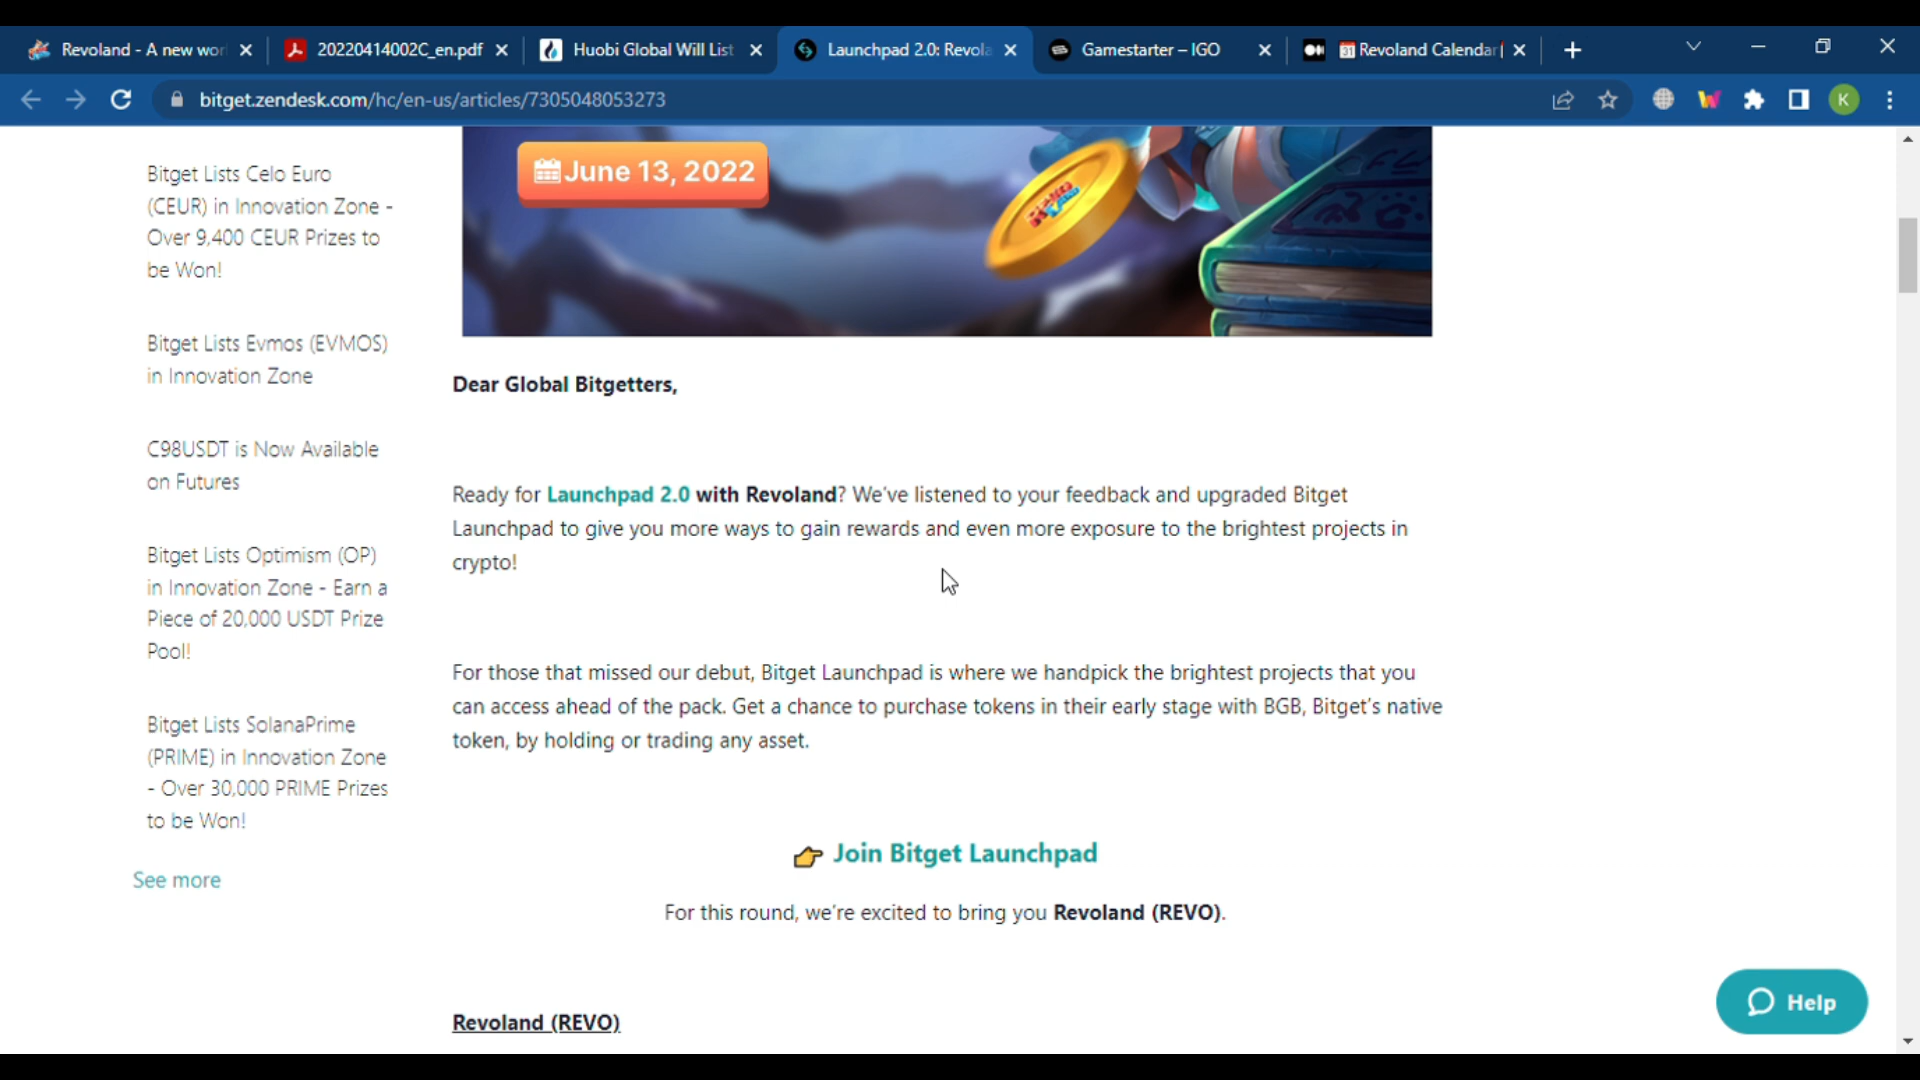 Revoland - A new wor
20220414002C_en.pdf
Huobi Global Will List
Launchpad 2.0: Revola
Gamestarter – IGO
31 Revoland Calendar
bitget.zendesk.com/hc/en-us/articles/7305048053273
K
June 13, 2022
Bitget Lists Celo Euro
(CEUR) in Innovation Zone -
Over 9,400 CEUR Prizes to
be Won!
Bitget Lists Evmos (EVMOS)
in Innovation Zone
C98USDT is Now Available
on Futures
Bitget Lists Optimism (OP)
in Innovation Zone - Earn a
Piece of 20,000 USDT Prize
Pool!
Bitget Lists SolanaPrime
(PRIME) in Innovation Zone
- Over 30,000 PRIME Prizes
to be Won!
See more
Dear Global Bitgetters,
Ready for Launchpad 2.0 with Revoland? We've listened to your feedback and upgraded Bitget
Launchpad to give you more ways to gain rewards and even more exposure to the brightest projects in
crypto!
For those that missed our debut, Bitget Launchpad is where we handpick the brightest projects that you
can access ahead of the pack. Get a chance to purchase tokens in their early stage with BGB, Bitget's native
token, by holding or trading any asset.
👉 Join Bitget Launchpad
For this round, we're excited to bring you Revoland (REVO).
Revoland (REVO)
Help